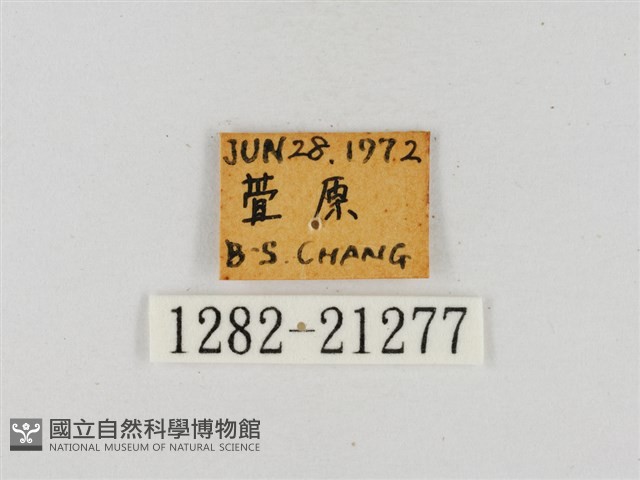 JUN 28, 1972
萱原
B-S. CHANG
1282-21277
國立自然科學博物館
NATIONAL MUSEUM OF NATURAL SCIENCE